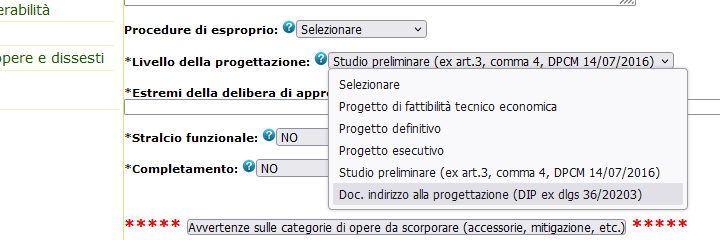 erabilità
Procedure di esproprio: ? Selezionare
opere e dissesti
*Livello della progettazione: ? Studio preliminare (ex art.3, comma 4, DPCM 14/07/2016)
Selezionare
*Estremi della delibera di appro
Progetto di fattibilità tecnico economica
Progetto definitivo
*Stralcio funzionale: ? NO
Progetto esecutivo
*Completamento: ? NO
Studio preliminare (ex art.3, comma 4, DPCM 14/07/2016)
Doc. indirizzo alla progettazione (DIP ex dlgs 36/20203)
***** Avvertenze sulle categorie di opere da scorporare (accessorie, mitigazione, etc.) *****